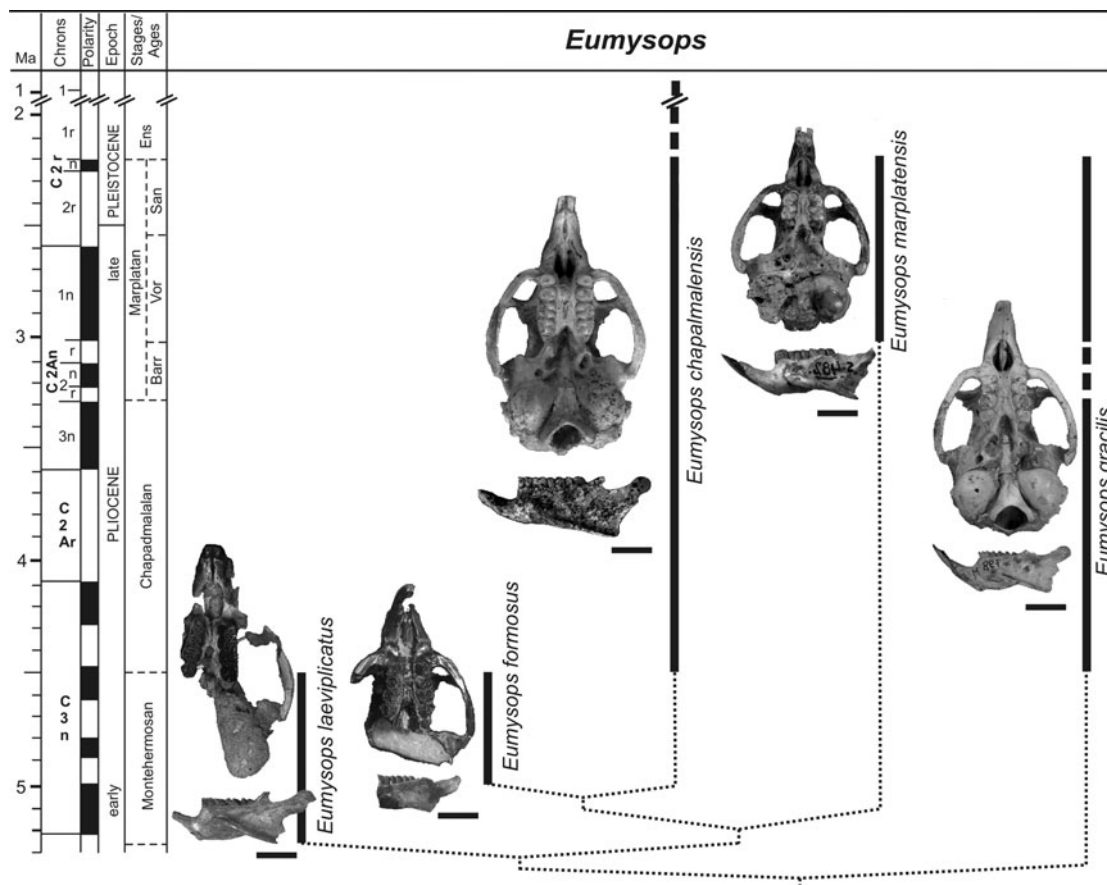 Eumysops
Ma
Chrons
Polarity
Epoch
Stages/
Ages
1
2
3
4
5
1
1r
C 2 r
n
2r
1n
C 2An
r
n
2
r
3n
C
2
Ar
C
3
n
PLEISTOCENE
late
PLIOCENE
early
Ens
San
Marplatan
Vor
Barr
Chapadmalalan
Montehermosan
Eumysops laeviplicatus
Eumysops formosus
Eumysops chapalmalensis
Eumysops marplatensis
Eumysops gracilis